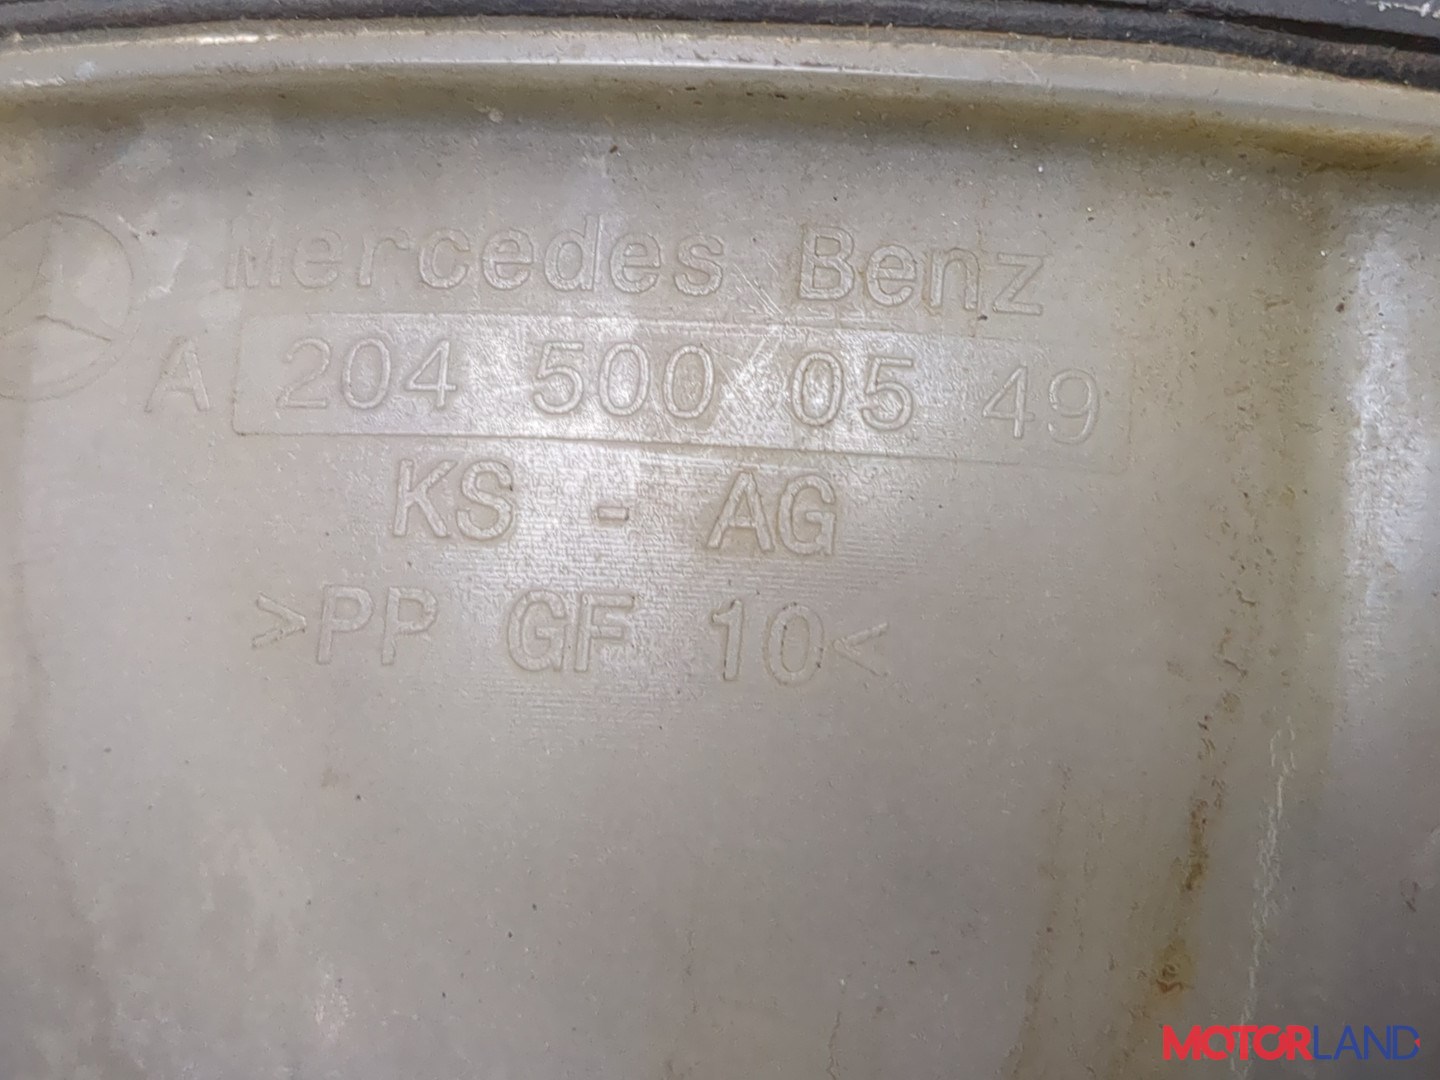 Mercedes Benz
A 204 500 05 49
KS - AG
>PP GF 10<
MOTORLAND